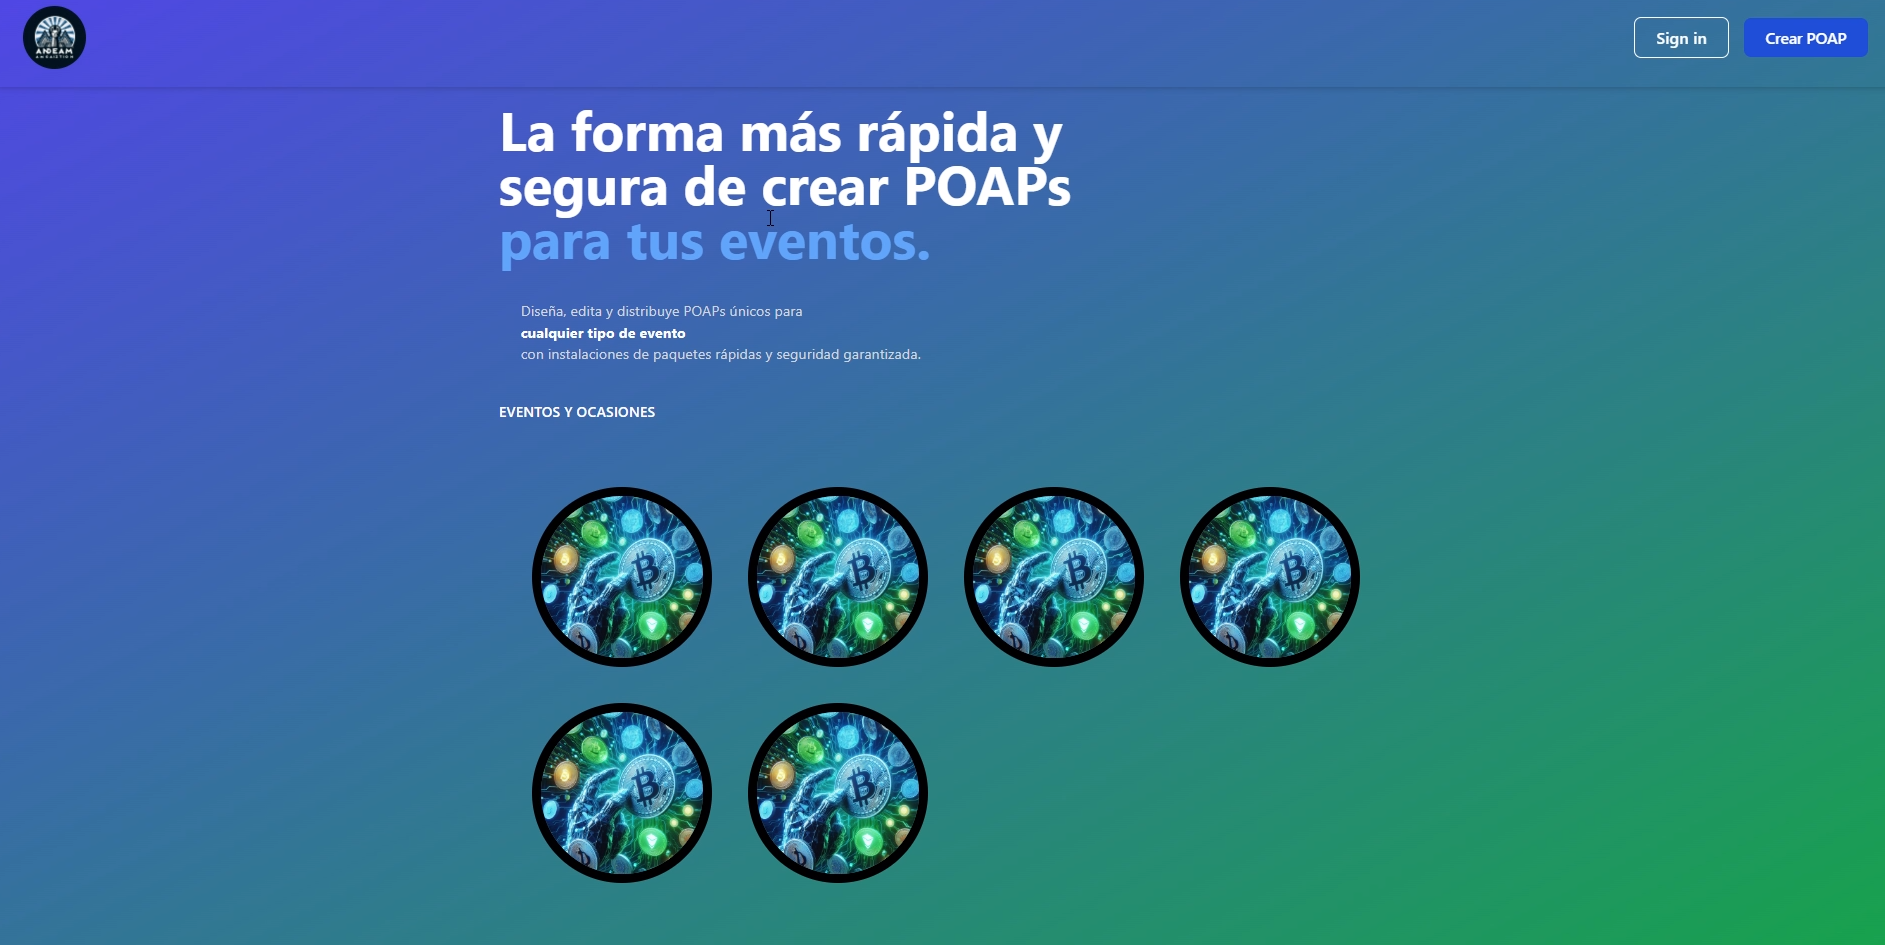 Sign in
Crear POAP
La forma más rápida y
segura de crear POAPs
para tus eventos.
Diseña, edita y distribuye POAPs únicos para
cualquier tipo de evento
con instalaciones de paquetes rápidas y seguridad garantizada.
EVENTOS Y OCASIONES